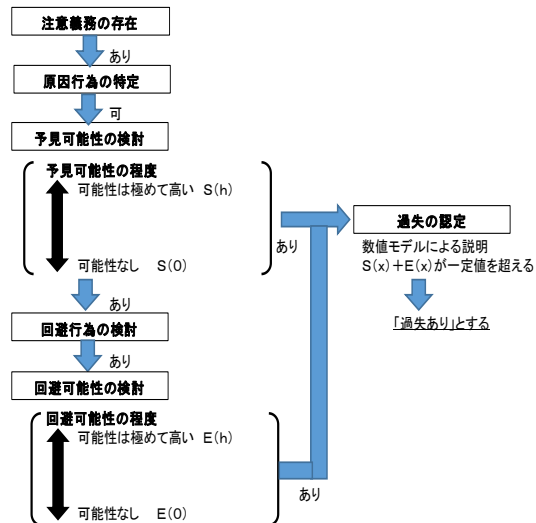 注意義務の存在
あり
原因行為の特定
可
予見可能性の検討
予見可能性の程度
可能性は極めて高い S(h)
可能性なし S(0)
あり
あり
回避行為の検討
あり
回避可能性の検討
回避可能性の程度
可能性は極めて高い E(h)
可能性なし E(0)
あり
過失の認定
数値モデルによる説明
S(x)+E(x)が一定値を超える
「過失あり」とする